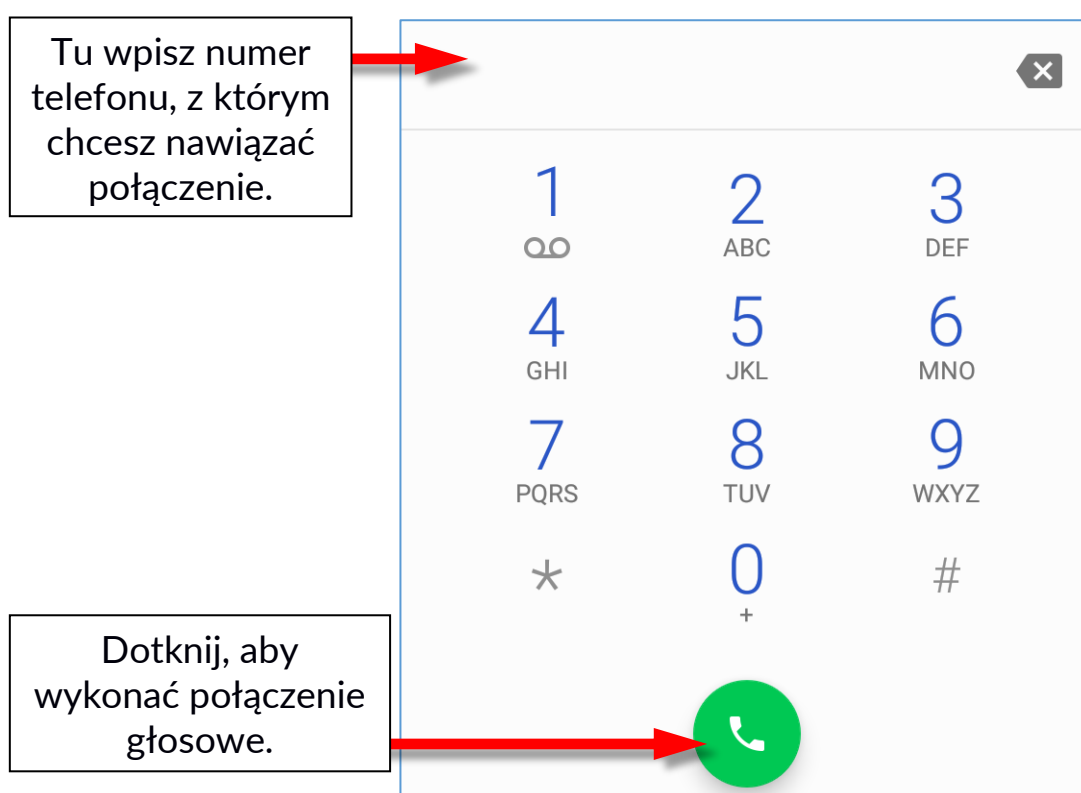 Tu wpisz numer
telefonu, z którym
chcesz nawiązać
połączenie.
1 2 3
ABC DEF
4 5 6
GHI JKL MNO
7 8 9
PQRS TUV WXYZ
* 0 #
+
Dotknij, aby
wykonać połączenie
głosowe.